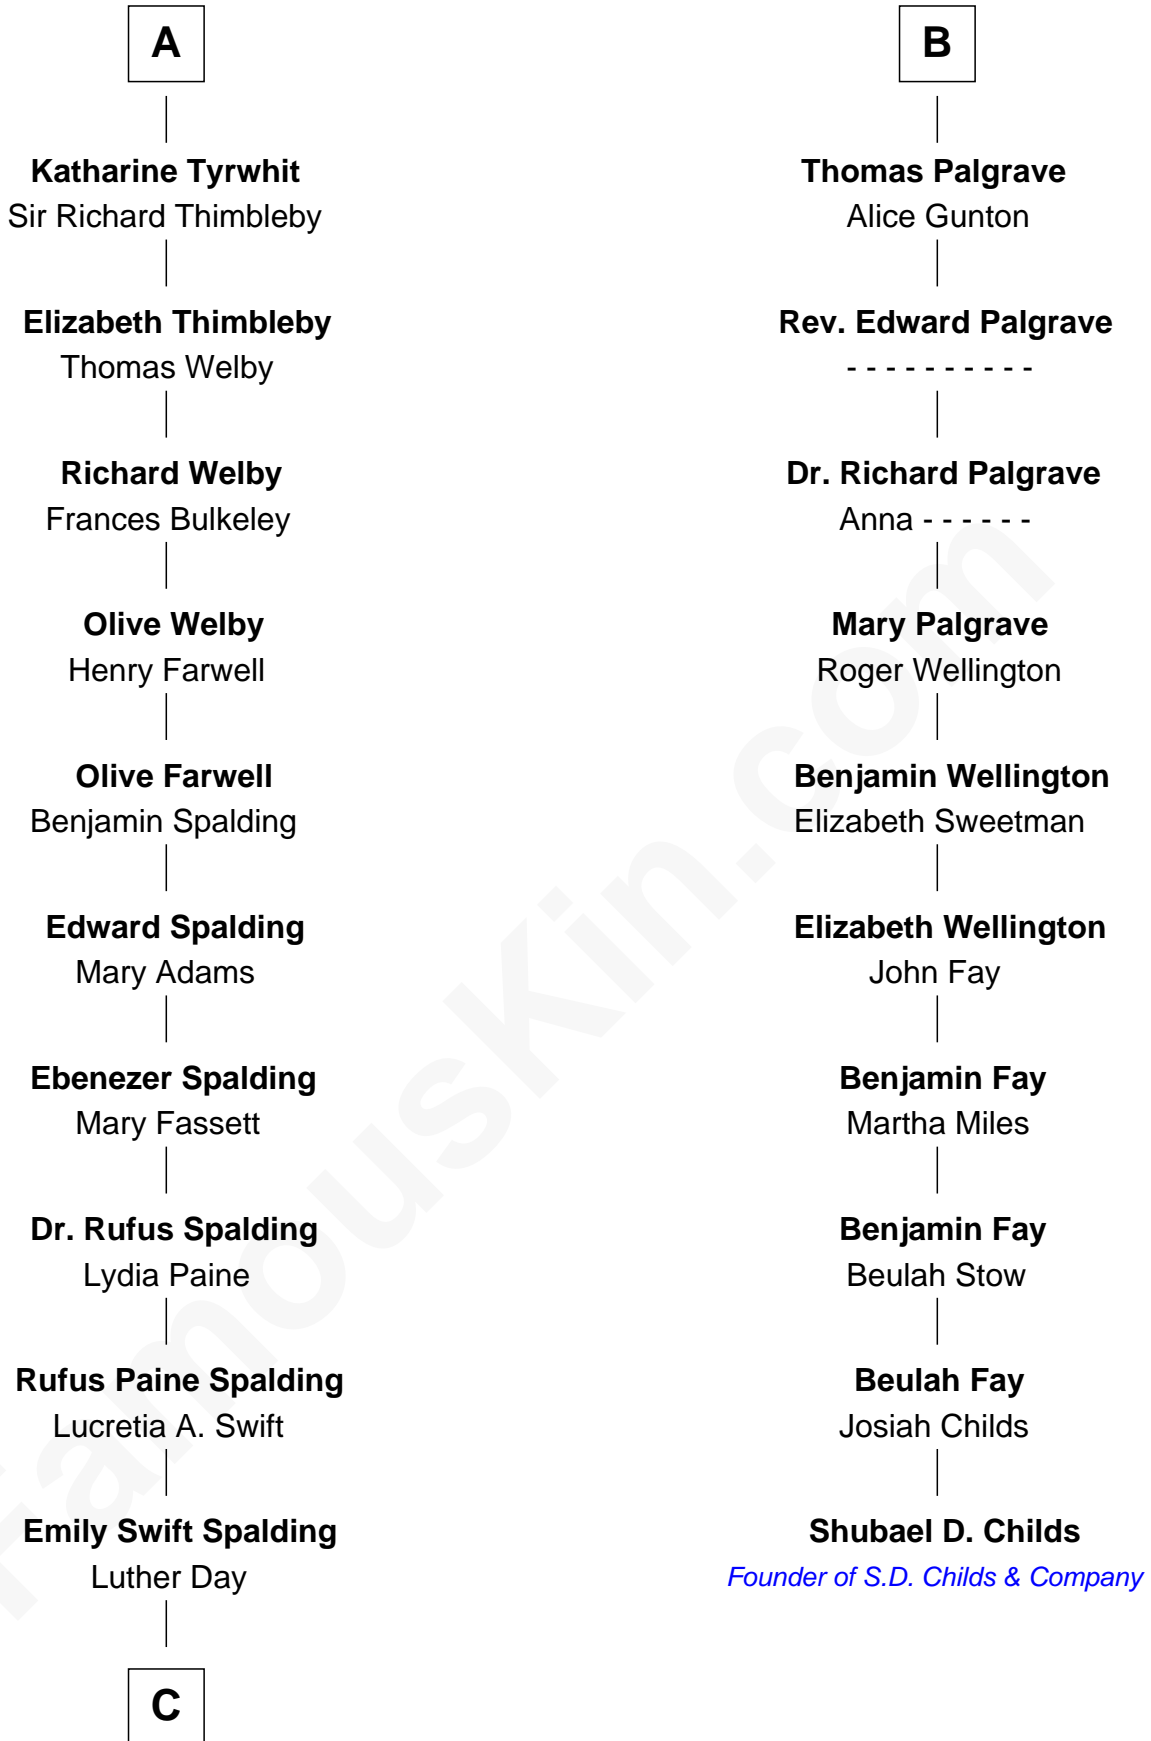 A
Katharine Tyrwhit
Sir Richard Thimbleby
Elizabeth Thimbleby
Thomas Welby
Richard Welby
Frances Bulkeley
Olive Welby
Henry Farwell
Olive Farwell
Benjamin Spalding
Edward Spalding
Mary Adams
Ebenezer Spalding
Mary Fassett
Dr. Rufus Spalding
Lydia Paine
Rufus Paine Spalding
Lucretia A. Swift
Emily Swift Spalding
Luther Day
C
B
Thomas Palgrave
Alice Gunton
Rev. Edward Palgrave
- - - - - - - - - -
Dr. Richard Palgrave
Anna - - - - - -
Mary Palgrave
Roger Wellington
Benjamin Wellington
Elizabeth Sweetman
Elizabeth Wellington
John Fay
Benjamin Fay
Martha Miles
Benjamin Fay
Beulah Stow
Beulah Fay
Josiah Childs
Shubael D. Childs
Founder of S.D. Childs & Company
FamousKin.com